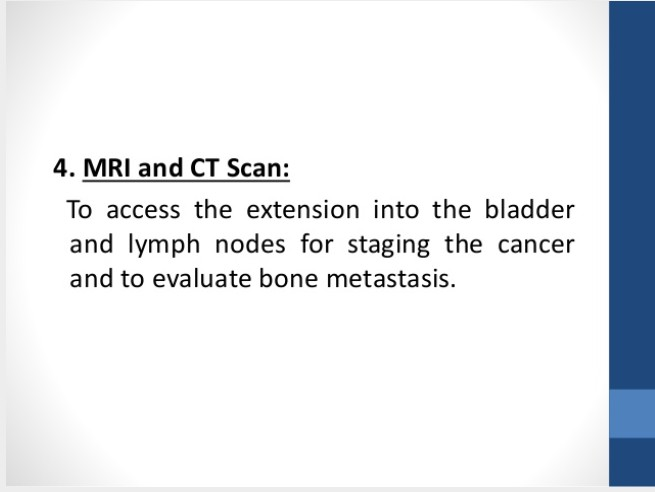 4. MRI and CT Scan:
To access the extension into the bladder
and lymph nodes for staging the cancer
and to evaluate bone metastasis.